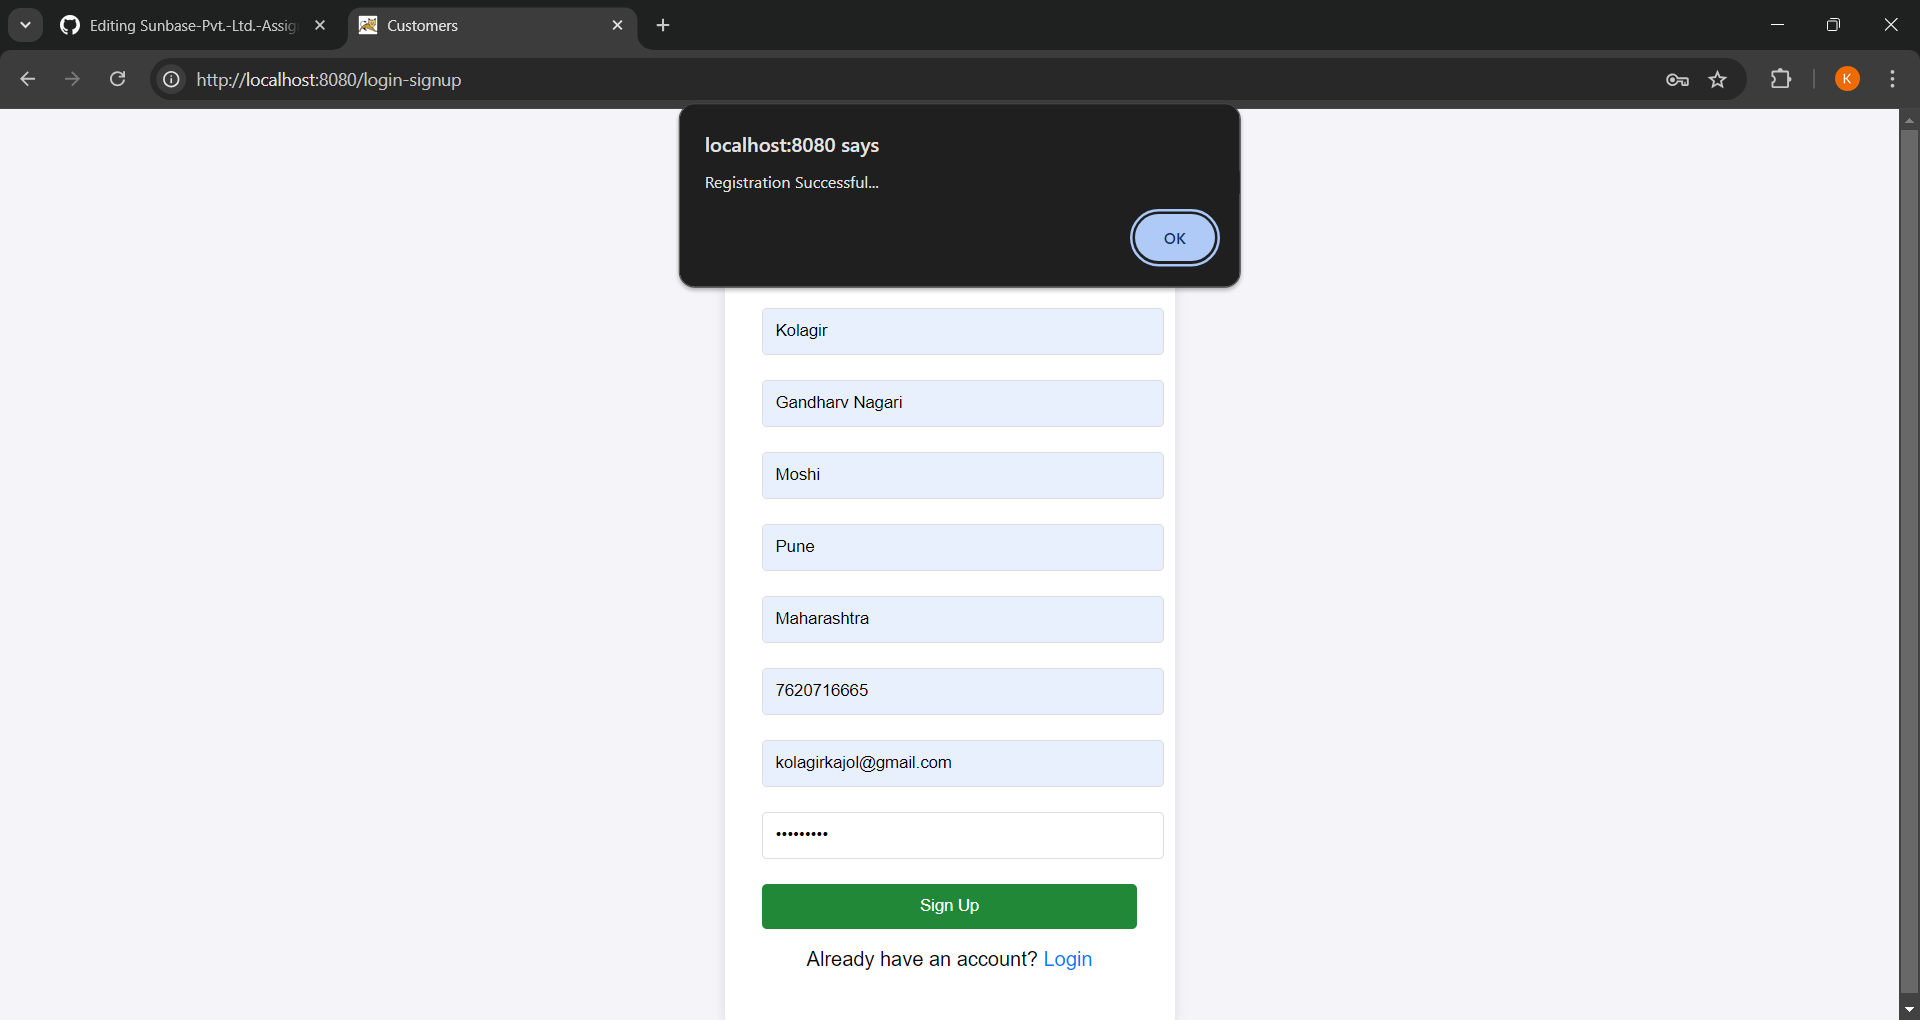 Editing Sunbase-Pvt.-Ltd.-Assig
Customers
http://localhost:8080/login-signup
K
localhost:8080 says
Registration Successful...
OK
Kolagir
Gandharv Nagari
Moshi
Pune
Maharashtra
7620716665
kolagirkajol@gmail.com
•••••••••
Sign Up
Already have an account? Login